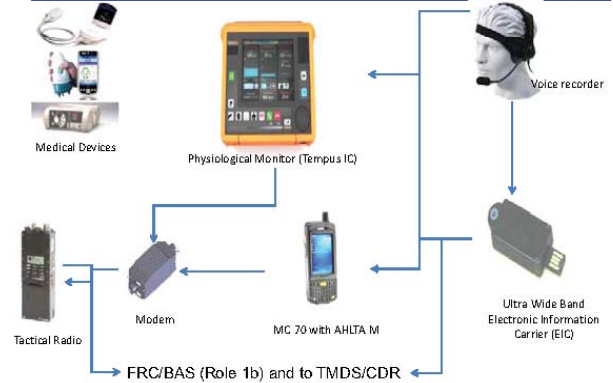 Voice recorder
Medical Devices
Physiological Monitor (Tempus IC)
Tactical Radio
Modem
MC 70 with AHLTA M
Ultra Wide Band
Electronic Information
Carrier (EIC)
FRC/BAS (Role 1b) and to TMDS/CDR